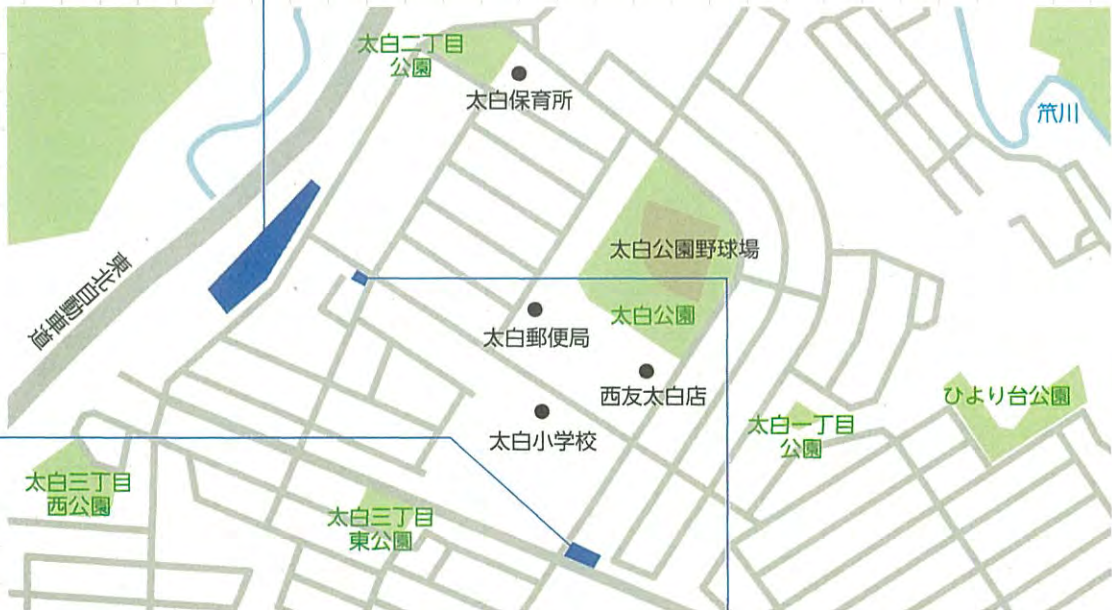 太白二丁目
公園
太白保育所
笊川
太白公園野球場
東北自動車道
太白公園
太白郵便局
西友太白店
ひより台公園
太白一丁目
公園
太白小学校
太白三丁目
西公園
太白三丁目
東公園